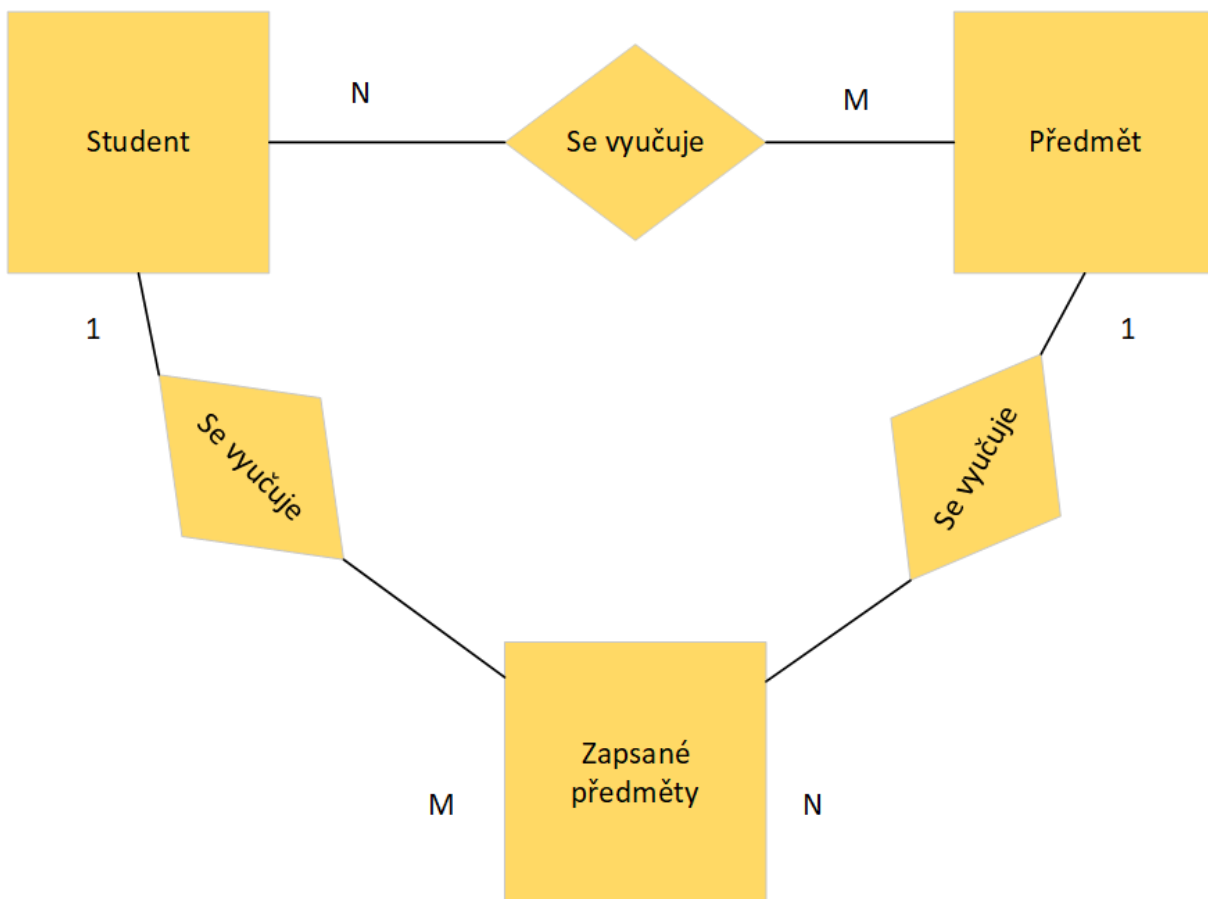 N
M
Student
Se vyučuje
Předmět
1
1
Se vyučuje
Se vyučuje
Zapsané
předměty
M
N